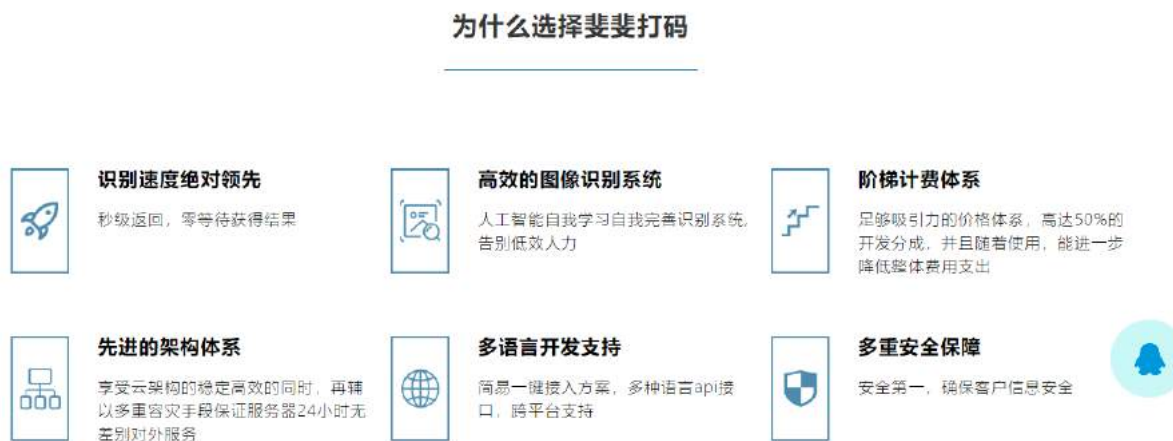 为什么选择斐斐打码
识别速度绝对领先
秒级返回，零等待获得结果
高效的图像识别系统
人工智能自我学习自我完善识别系统，
告别低效人力
阶梯计费体系
足够吸引力的价格体系，高达50%的
开发分成，并且随着使用，能进一步
降低整体费用支出
先进的架构体系
享受云架构的稳定高效的同时，再辅
以多重容灾手段保证服务器24小时无
差别对外服务
多语言开发支持
简易一键接入方案，多种语言api接
口，跨平台支持
多重安全保障
安全第一，确保客户信息安全